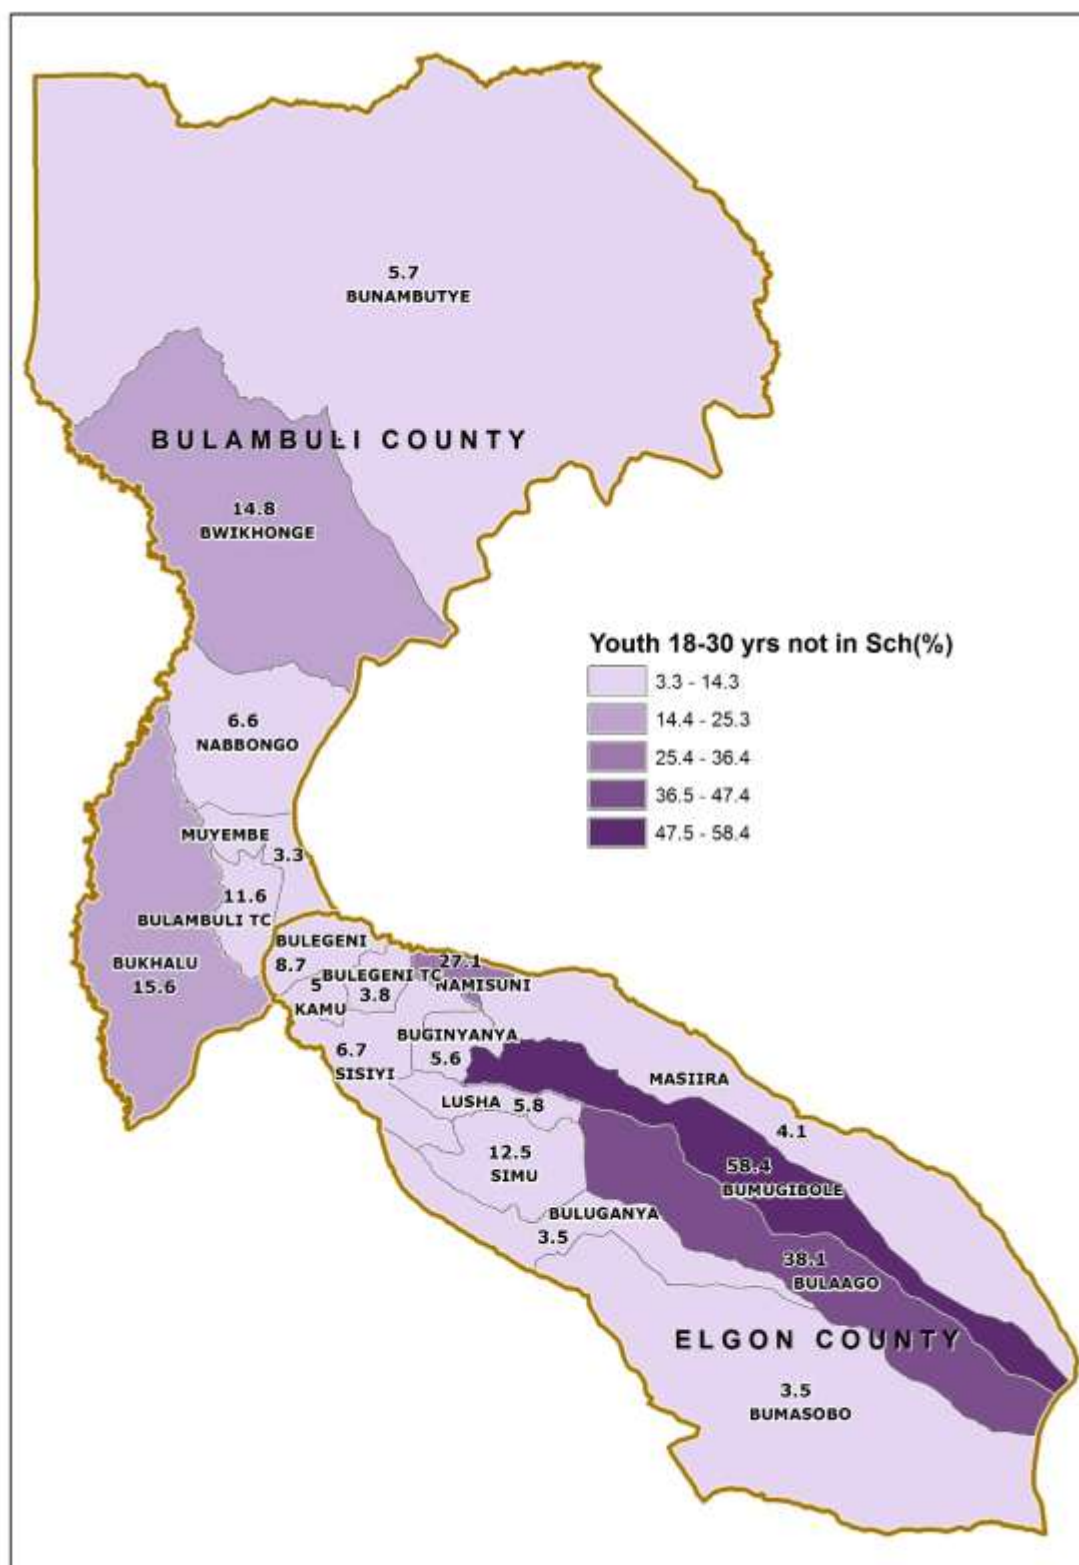 5.7
BUNAMBUTYE
BULAMBULI COUNTY
14.8
BWIKHONGE
Youth 18-30 yrs not in Sch(%)
3.3 - 14.3
14.4 - 25.3
25.4 - 36.4
36.5 - 47.4
47.5 - 58.4
6.6
NABBONGO
MUYEMBE
3.3
11.6
BULAMBULI TC
BUKHALU
15.6
BULEGENI
8.7
BULEGENI TC
3.8
27.1
NAMISUNI
5
KAMU
BUGINYANYA
5.6
6.7
SISIYI
MASIIRA
4.1
LUSHA 5.8
12.5
SIMU
58.4
BUMUGIBOLE
BULUGANYA
3.5
38.1
BULAAGO
ELGON COUNTY
3.5
BUMASOBO